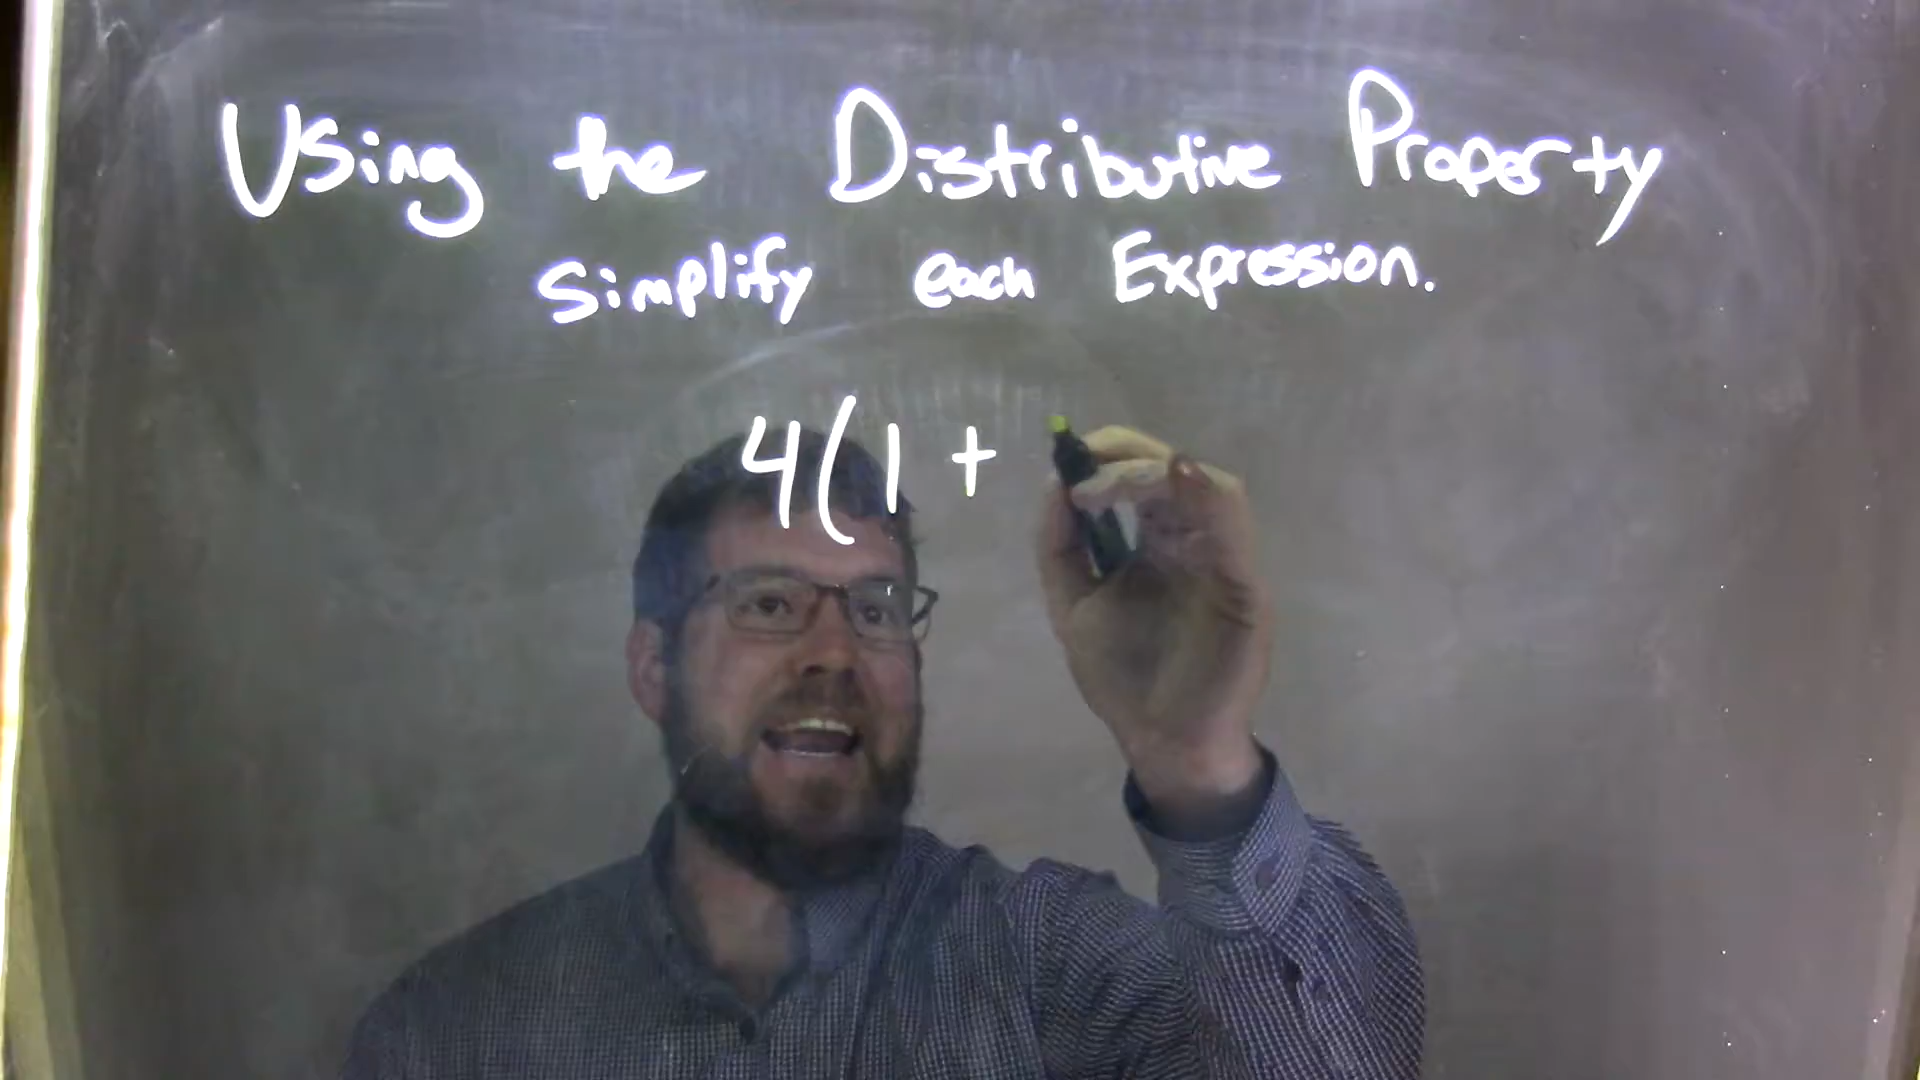 Using the Distributive Property
Simplify each Expression.
4(1 +